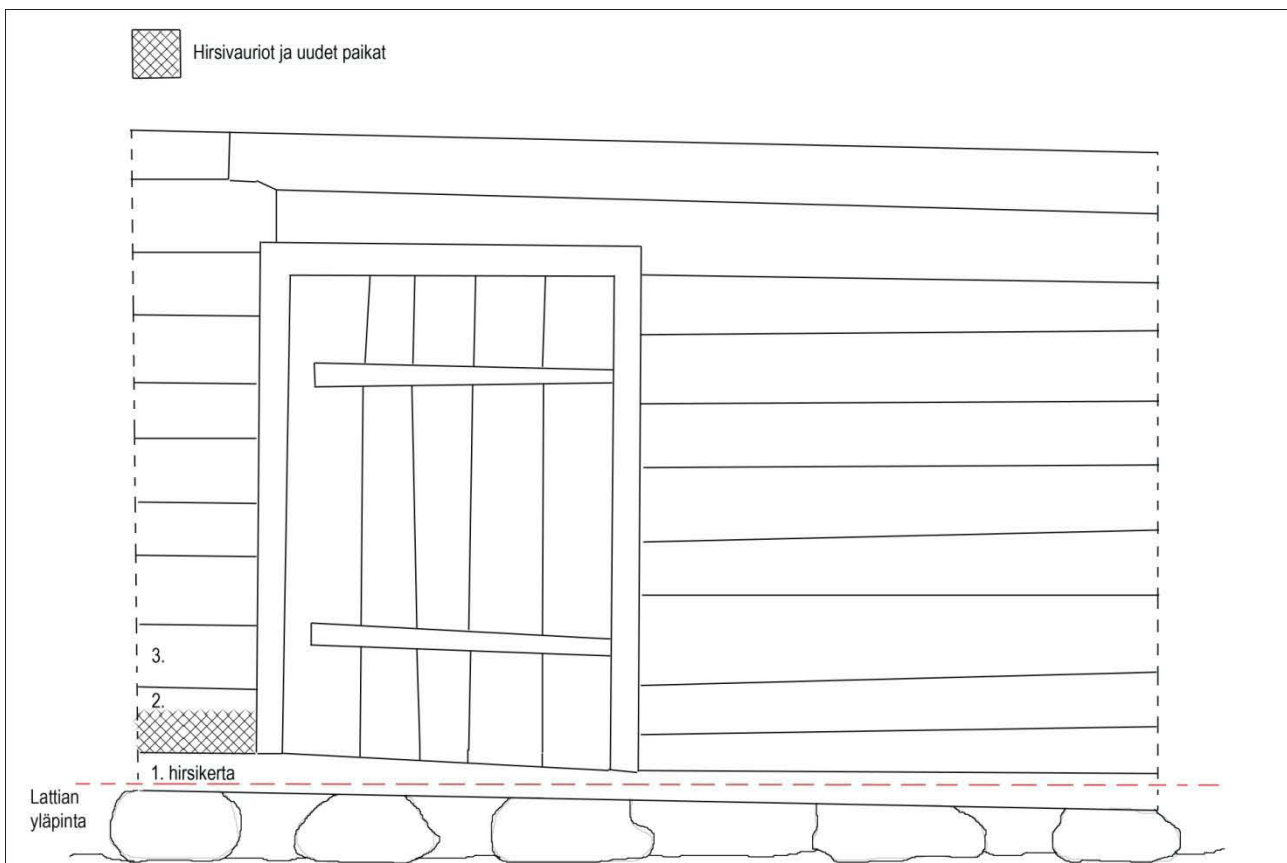 Hirsivauriot ja uudet paikat
3.
2.
1. hirsikerta
Lattian
yläpinta